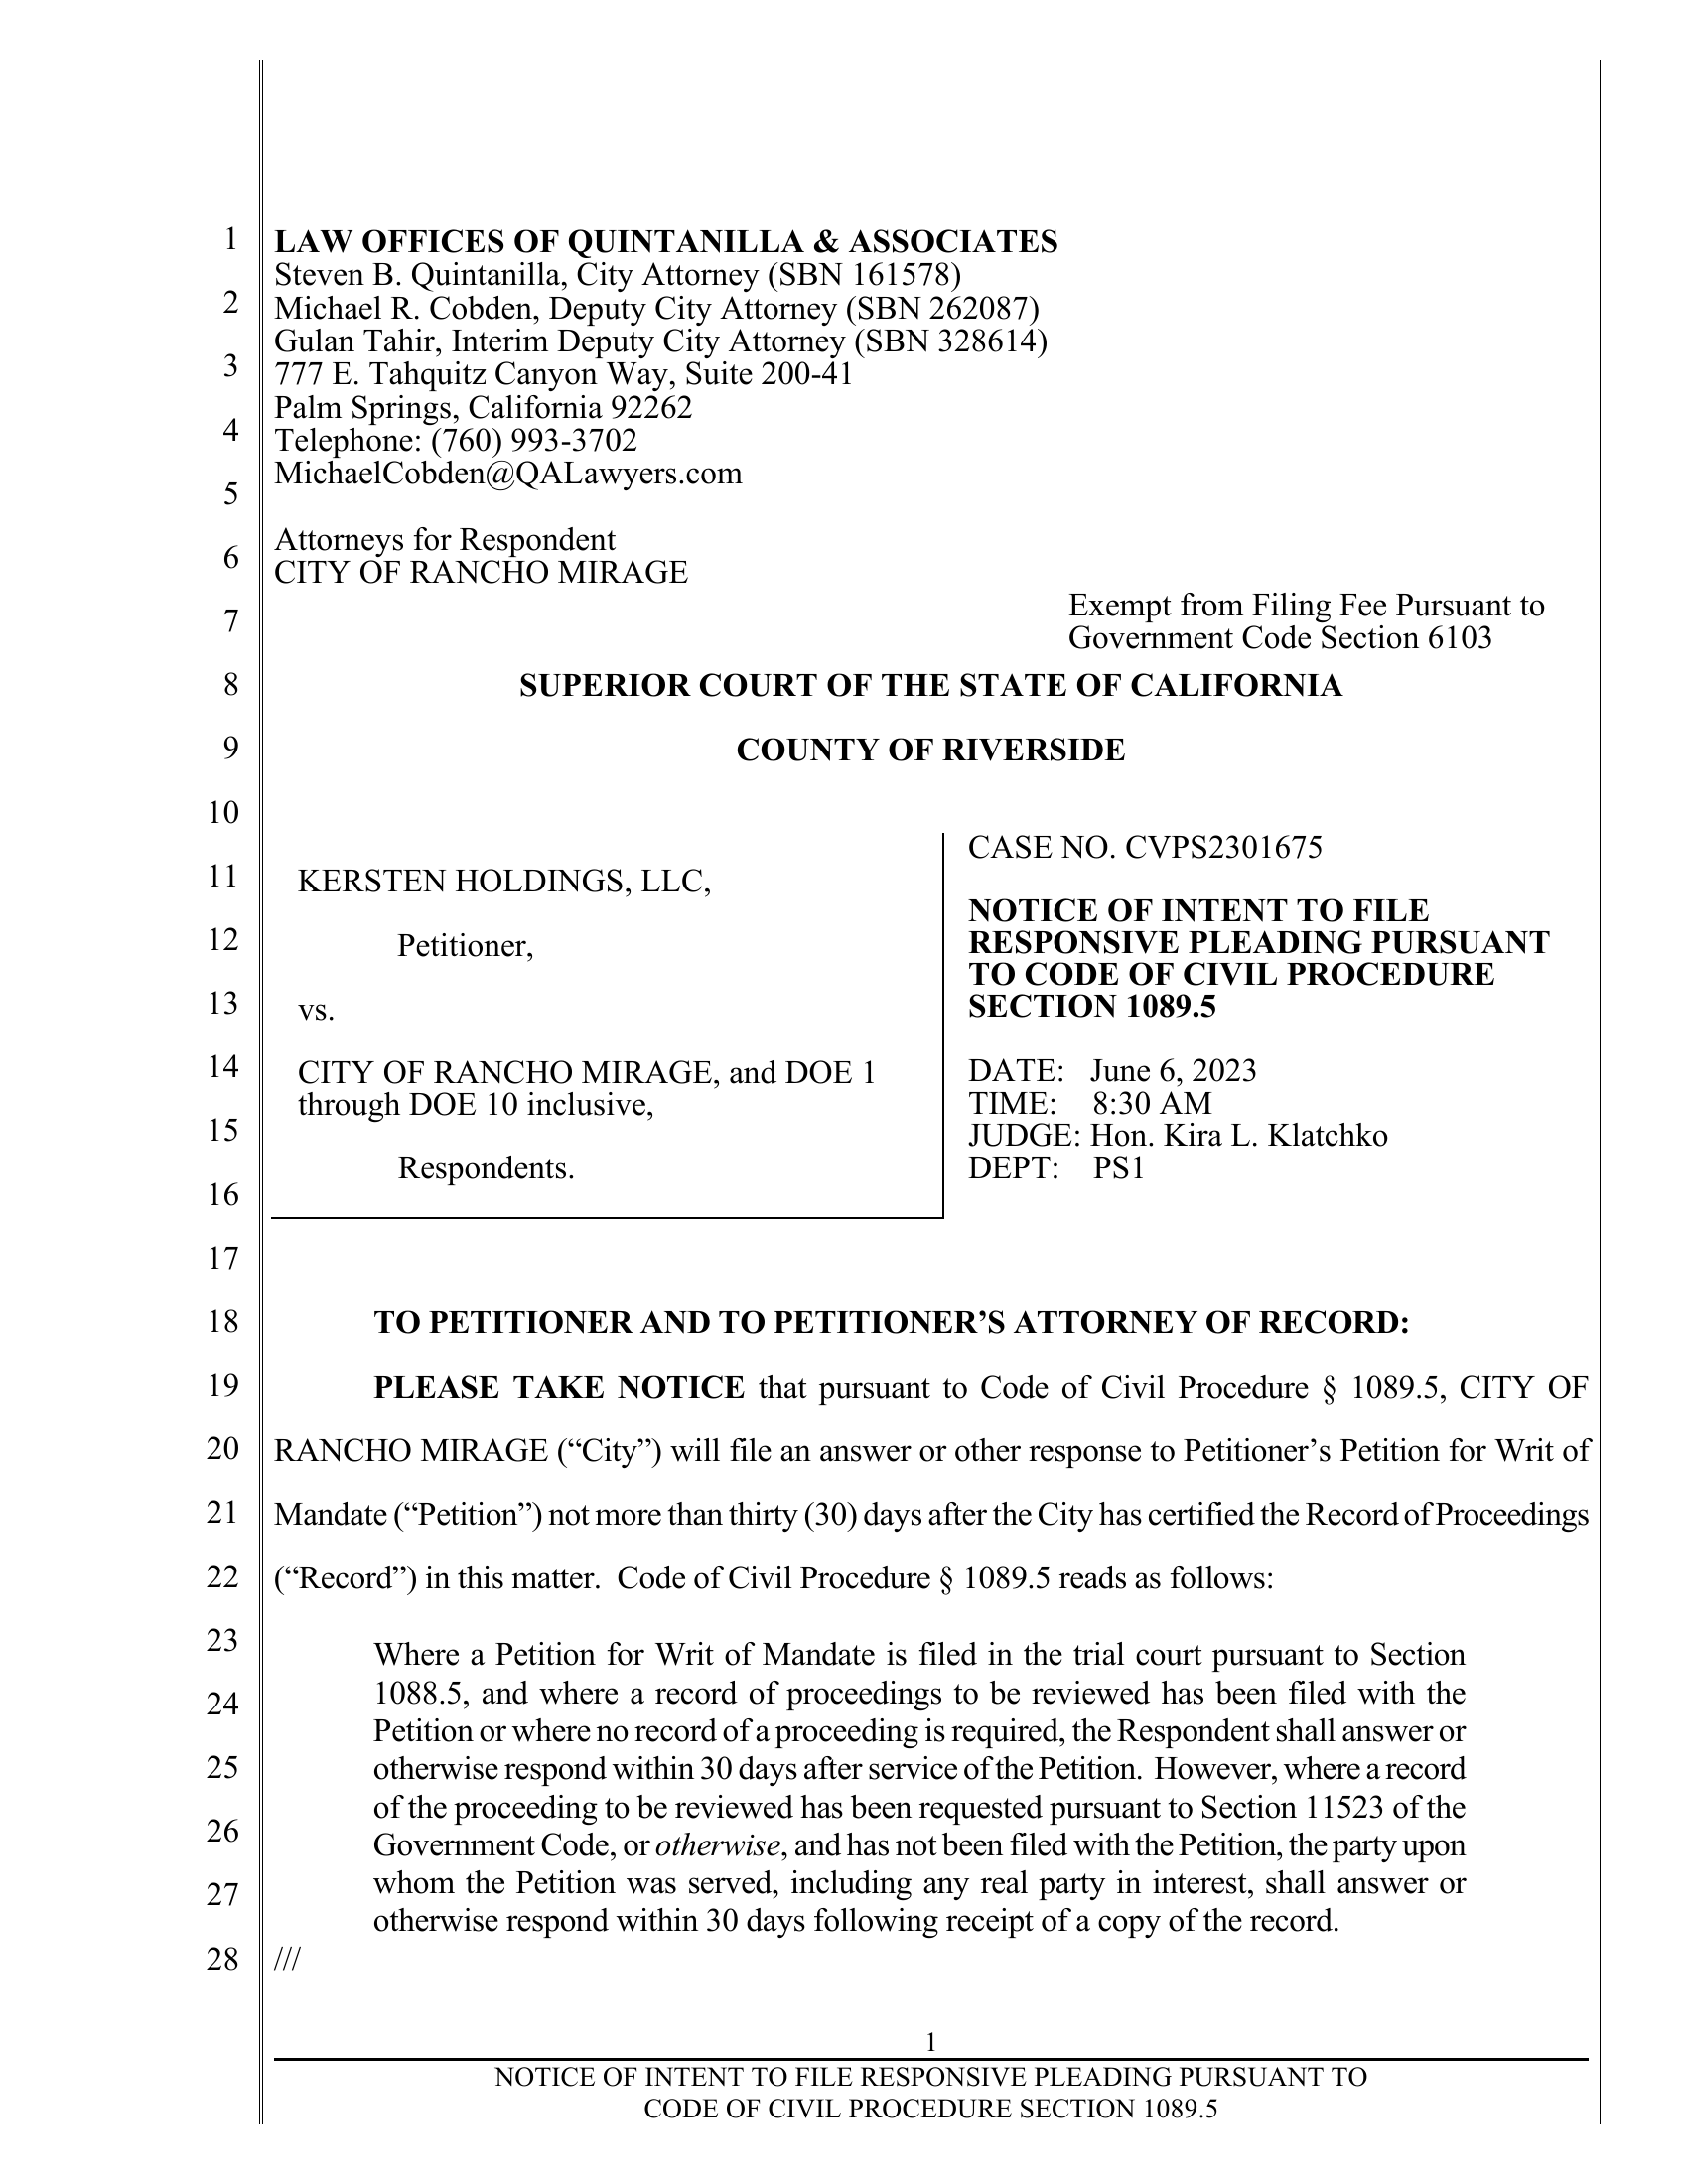 1
2
3
4
5
6
7
8
9
10
11
12
13
14
15
16
17
18
19
20
21
22
23
24
25
26
27
28
LAW OFFICES OF QUINTANILLA & ASSOCIATES
Steven B. Quintanilla, City Attorney (SBN 161578)
Michael R. Cobden, Deputy City Attorney (SBN 262087)
Gulan Tahir, Interim Deputy City Attorney (SBN 328614)
777 E. Tahquitz Canyon Way, Suite 200-41
Palm Springs, California 92262
Telephone: (760) 993-3702
MichaelCobden@QALawyers.com
Attorneys for Respondent
CITY OF RANCHO MIRAGE
Exempt from Filing Fee Pursuant to
Government Code Section 6103
SUPERIOR COURT OF THE STATE OF CALIFORNIA
COUNTY OF RIVERSIDE
KERSTEN HOLDINGS, LLC,
Petitioner,
vs.
CITY OF RANCHO MIRAGE, and DOE 1
through DOE 10 inclusive,
Respondents.
CASE NO. CVPS2301675
NOTICE OF INTENT TO FILE
RESPONSIVE PLEADING PURSUANT
TO CODE OF CIVIL PROCEDURE
SECTION 1089.5
DATE: June 6, 2023
TIME: 8:30 AM
JUDGE: Hon. Kira L. Klatchko
DEPT: PS1
TO PETITIONER AND TO PETITIONER’S ATTORNEY OF RECORD:
PLEASE TAKE NOTICE that pursuant to Code of Civil Procedure § 1089.5, CITY OF
RANCHO MIRAGE (“City”) will file an answer or other response to Petitioner’s Petition for Writ of
Mandate (“Petition”) not more than thirty (30) days after the City has certified the Record of Proceedings
(“Record”) in this matter. Code of Civil Procedure § 1089.5 reads as follows:
Where a Petition for Writ of Mandate is filed in the trial court pursuant to Section
1088.5, and where a record of proceedings to be reviewed has been filed with the
Petition or where no record of a proceeding is required, the Respondent shall answer or
otherwise respond within 30 days after service of the Petition. However, where a record
of the proceeding to be reviewed has been requested pursuant to Section 11523 of the
Government Code, or otherwise, and has not been filed with the Petition, the party upon
whom the Petition was served, including any real party in interest, shall answer or
otherwise respond within 30 days following receipt of a copy of the record.
///
1
NOTICE OF INTENT TO FILE RESPONSIVE PLEADING PURSUANT TO
CODE OF CIVIL PROCEDURE SECTION 1089.5